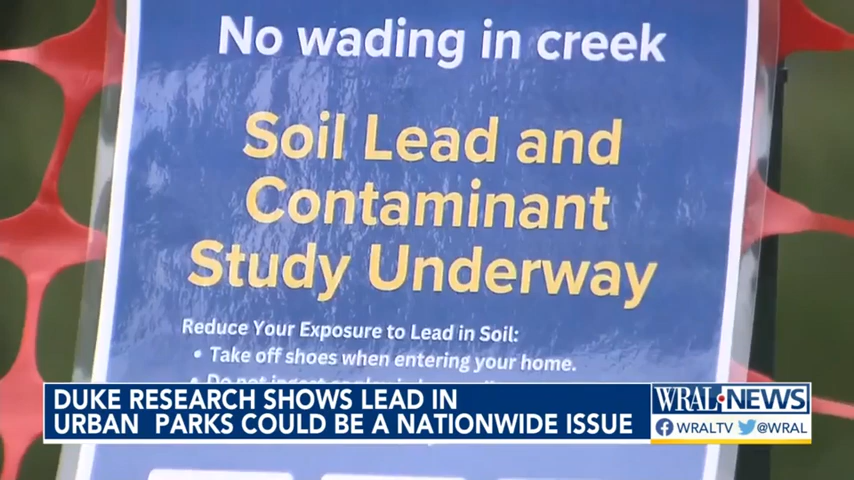 No wading in creek
Soil Lead and
Contaminant
Study Underway
Reduce Your Exposure to Lead in Soil:
• Take off shoes when entering your home.
DUKE RESEARCH SHOWS LEAD IN
URBAN PARKS COULD BE A NATIONWIDE ISSUE
WRAL NEWS
WRALTV @WRAL